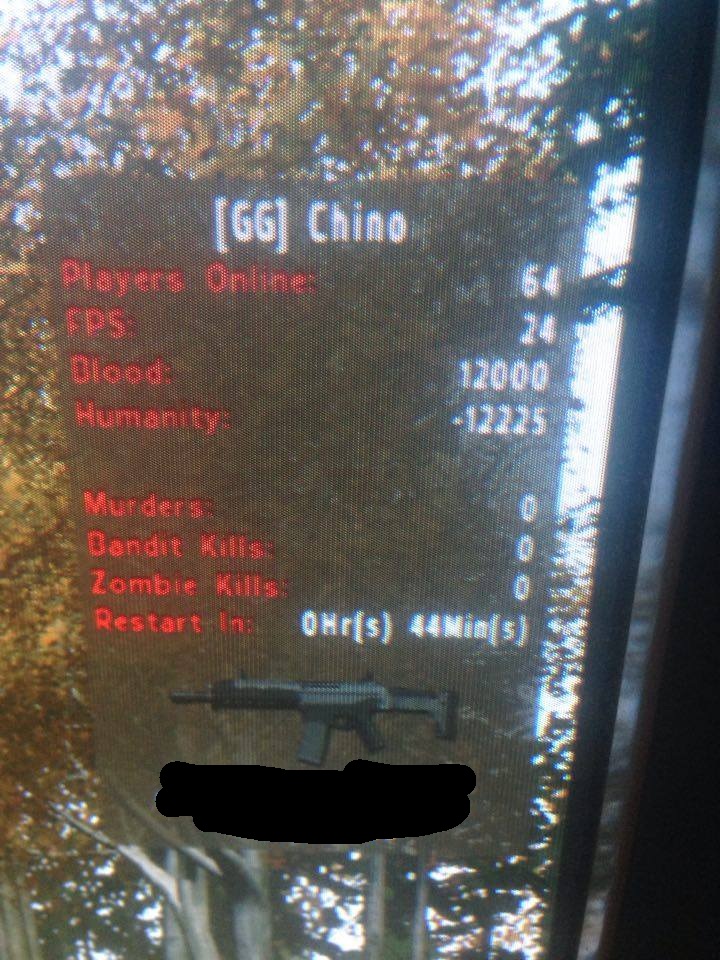 [GG] Chino
Players Online: 64
FPS: 24
Blood: 12000
Humanity: -12225
Murders: 0
Bandit Kills: 0
Zombie Kills: 0
Restart In: 0Hr(s) 44Min(s)